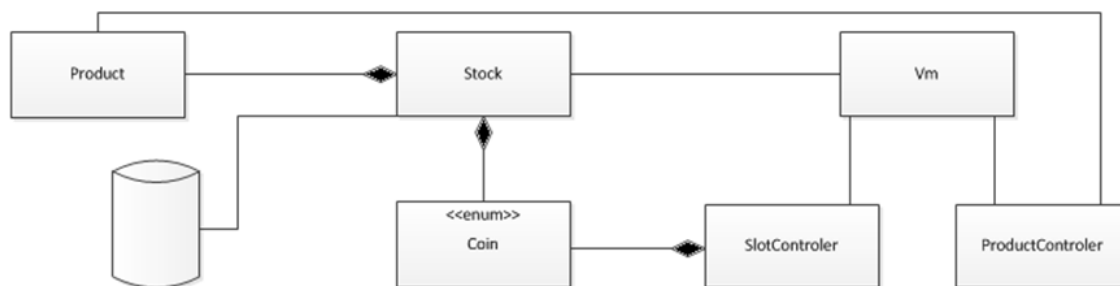 Product
Stock
Vm
<<enum>>
Coin
SlotControler
ProductControler